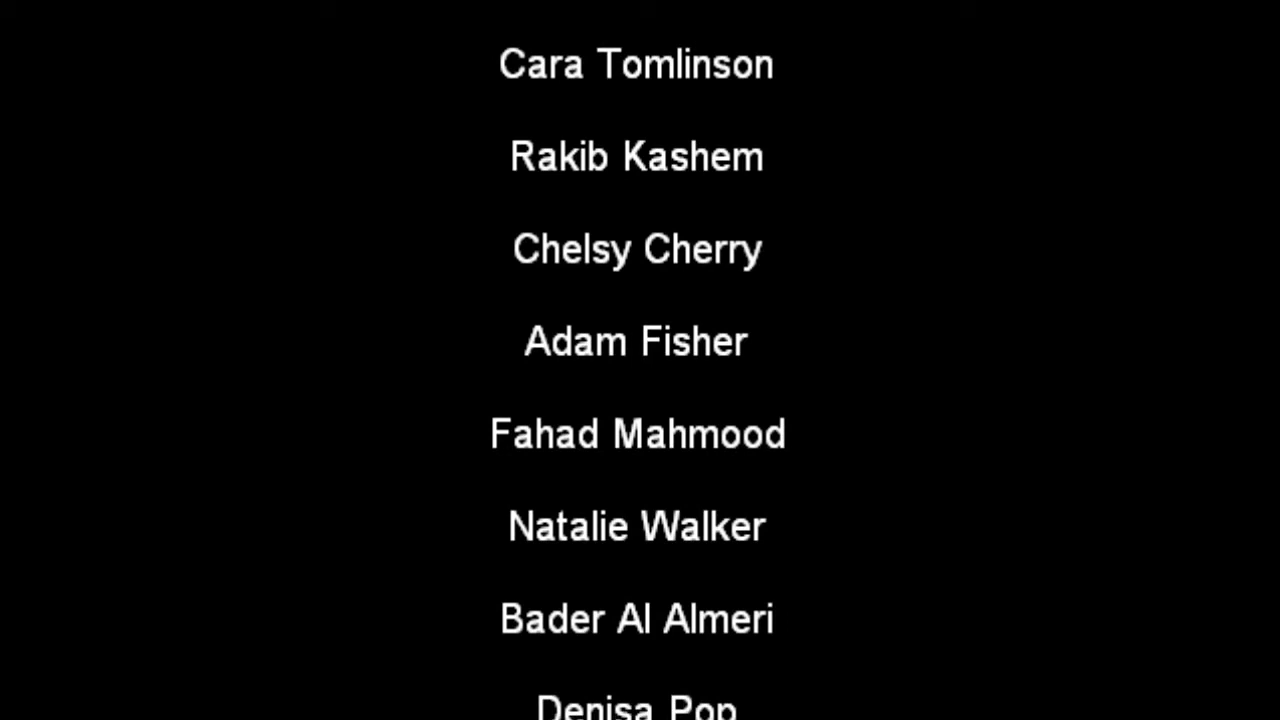 Cara Tomlinson
Rakib Kashem
Chelsy Cherry
Adam Fisher
Fahad Mahmood
Natalie Walker
Bader Al Almeri
Denisa Pop